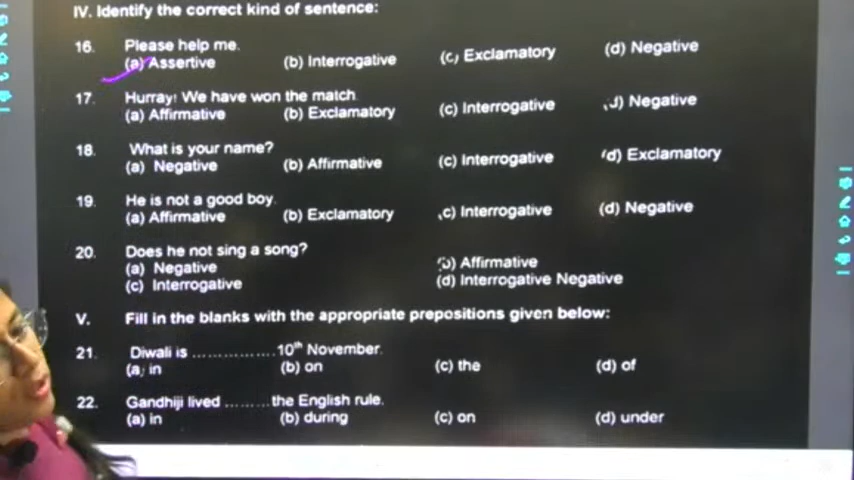 IV. Identify the correct kind of sentence:
16. Please help me.
(a) Assertive (b) Interrogative (c) Exclamatory (d) Negative
17. Hurray! We have won the match
(a) Affirmative (b) Exclamatory (c) Interrogative (d) Negative
18. What is your name?
(a) Negative (b) Affirmative (c) Interrogative (d) Exclamatory
19. He is not a good boy.
(a) Affirmative (b) Exclamatory (c) Interrogative (d) Negative
20. Does he not sing a song?
(a) Negative (b) Affirmative
(c) Interrogative (d) Interrogative Negative
V. Fill in the blanks with the appropriate prepositions given below:
21. Diwali is ................ 10th November.
(a) in (b) on (c) the (d) of
22. Gandhiji lived ......... the English rule.
(a) in (b) during (c) on (d) under